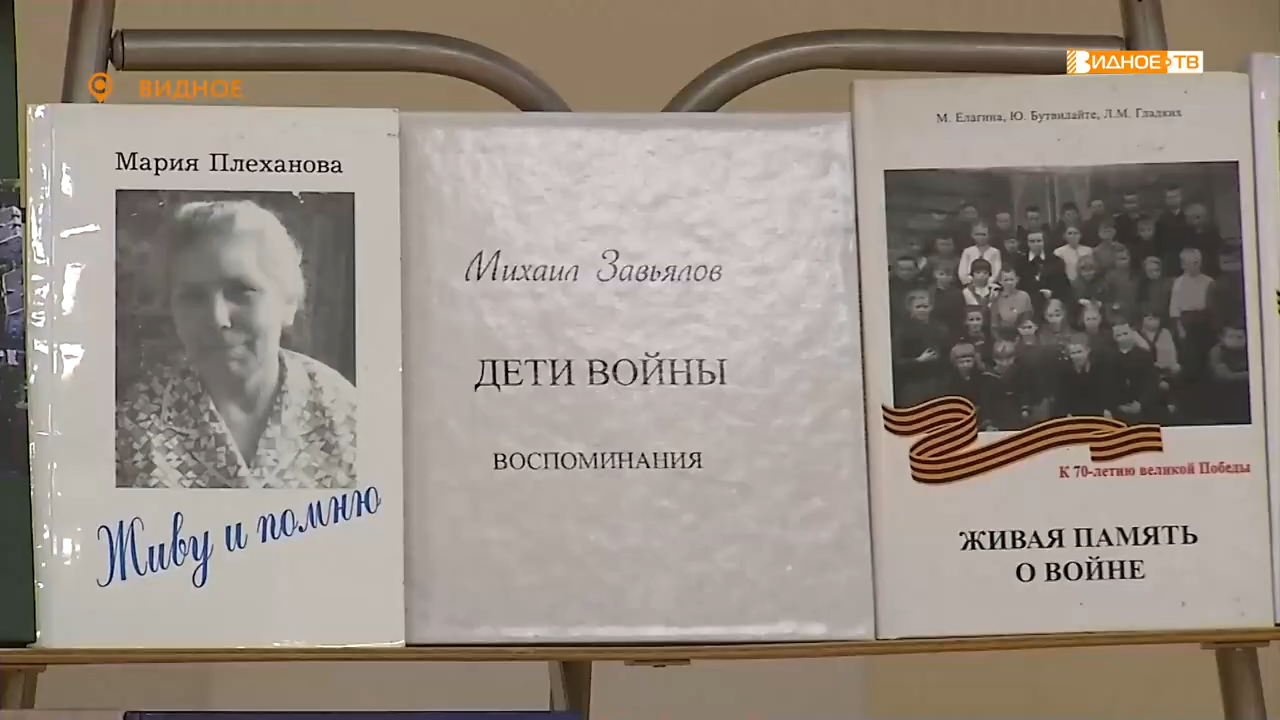 ВИДНОЕ
ВИДНОЕ ТВ
Мария Плеханова
Живу и помню
Михаил Завьялов
ДЕТИ ВОЙНЫ
ВОСПОМИНАНИЯ
М. Елагина, Ю. Бутвилайте, Л.М. Гладких
К 70-летию великой Победы
ЖИВАЯ ПАМЯТЬ
О ВОЙНЕ